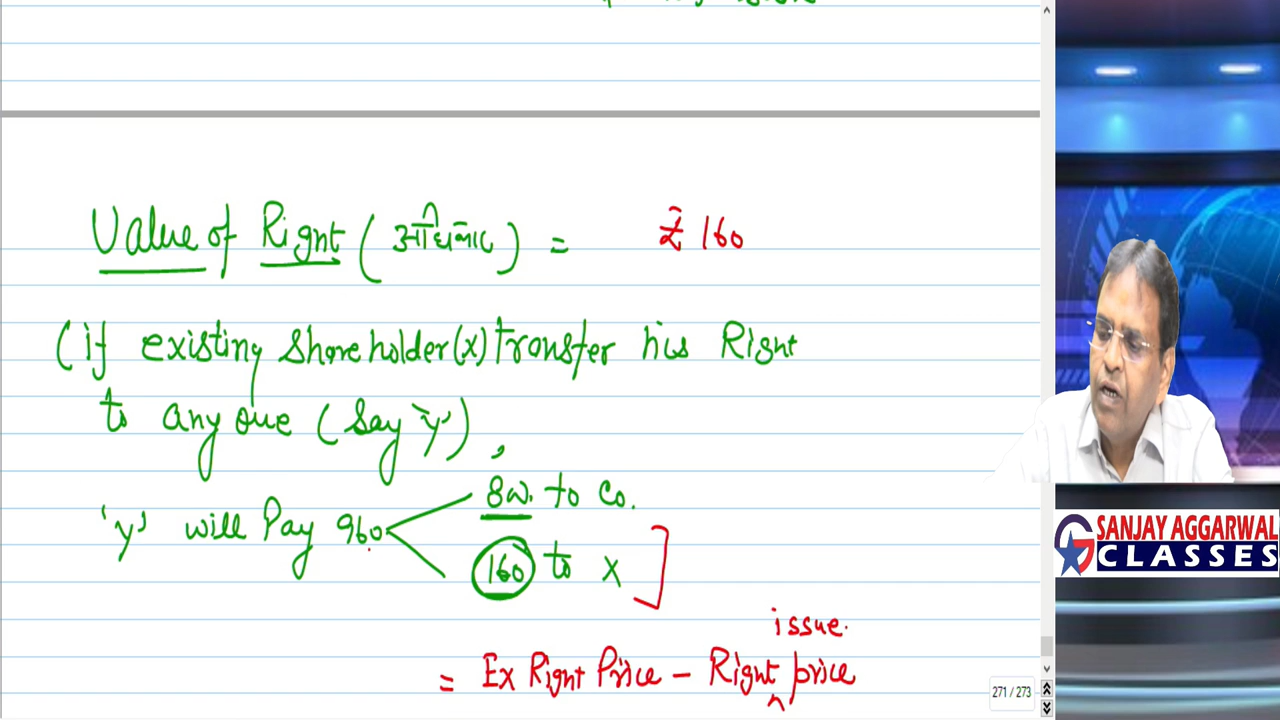 Value of Right (अधिकार) = ₹ 160
(if existing Shareholder(x) transfer his Right
to any one (Say 'y'),
'y' will Pay 960
800. to Co.
160 to x
issue.
= Ex Right Price - Right ^ price
271 / 273
SANJAY AGGARWAL
CLASSES